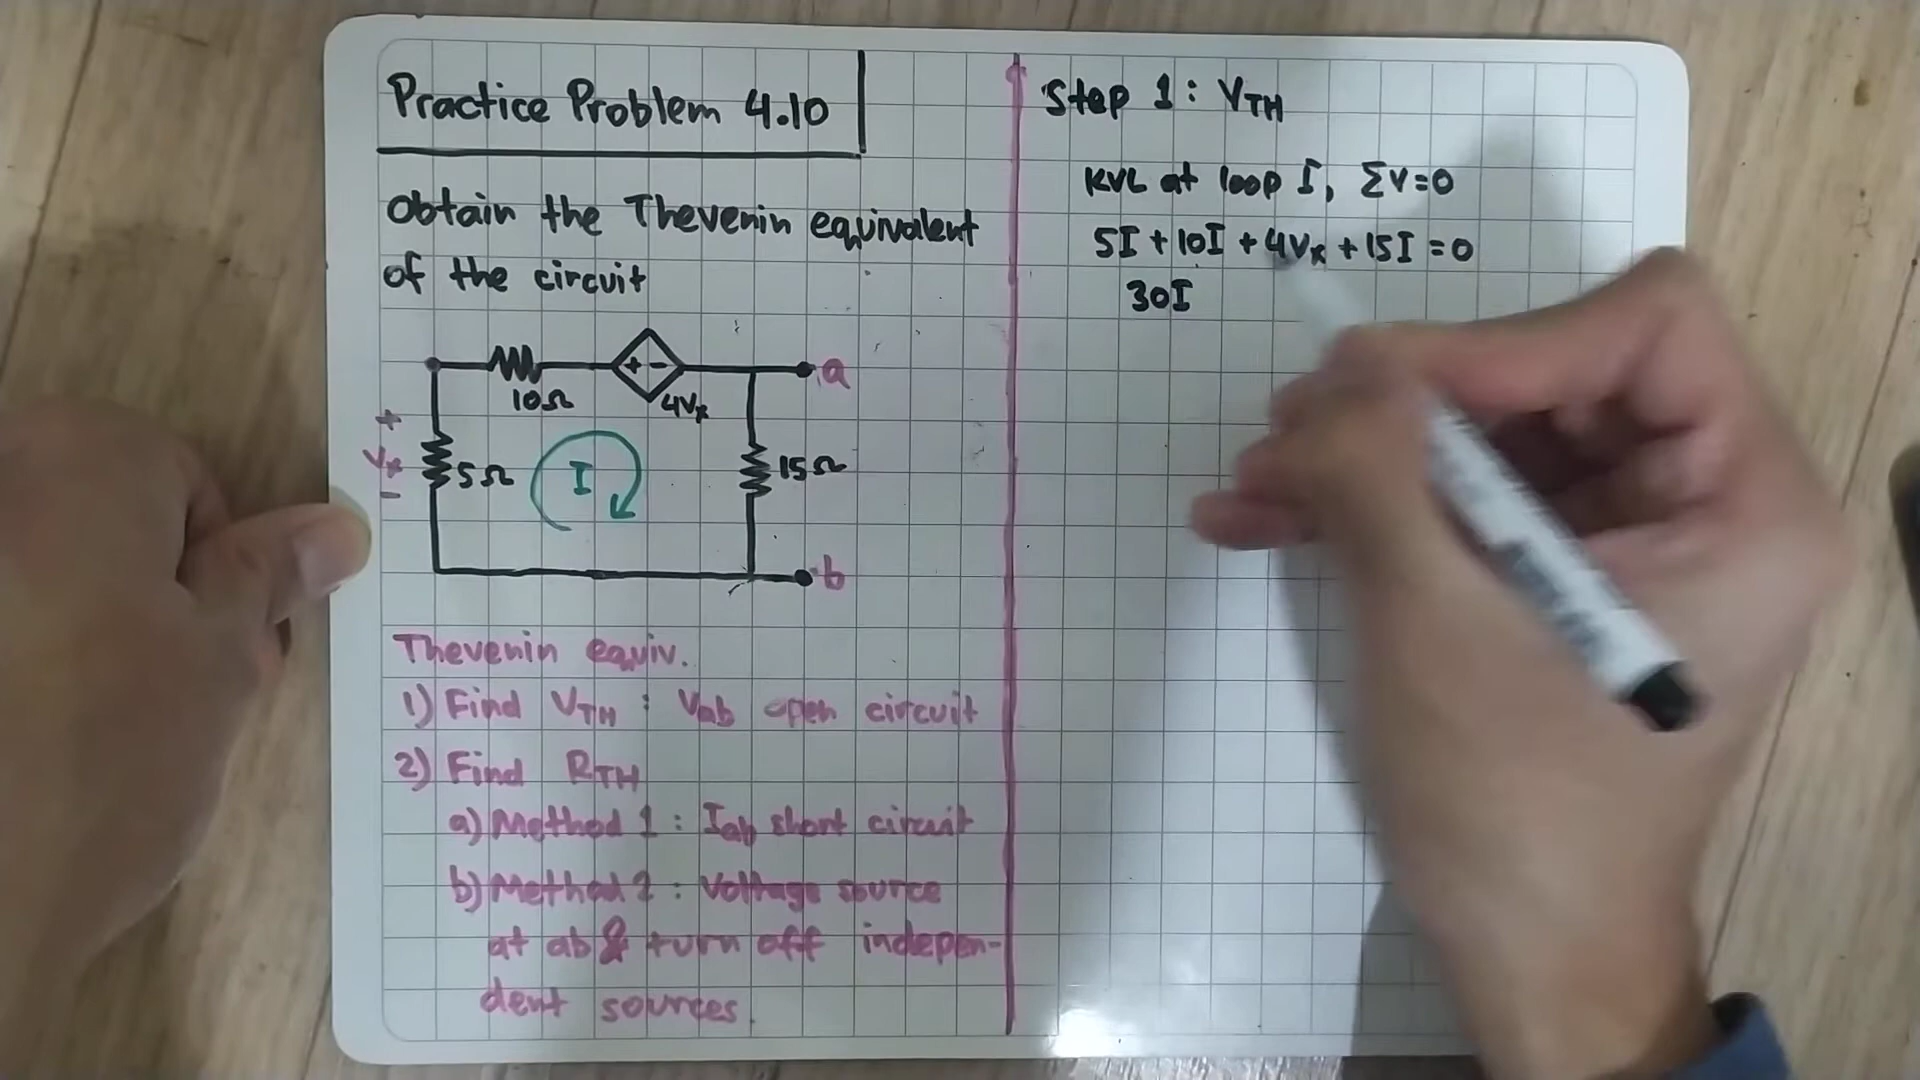 Practice Problem 4.10
Obtain the Thevenin equivalent
of the circuit
+ -
a
10Ω
4Vx
+
Vx
-
5Ω
I
15Ω
b
Thevenin equiv.
1) Find VTH : Vab open circuit
2) Find RTH
a) Method 1 : Iab short circuit
b) Method 2 : Voltage source
at ab & turn off indepen-
dent sources.
Step 1 : VTH
KVL at loop I, ΣV=0
5I + 10I + 4Vx + 15I = 0
30I